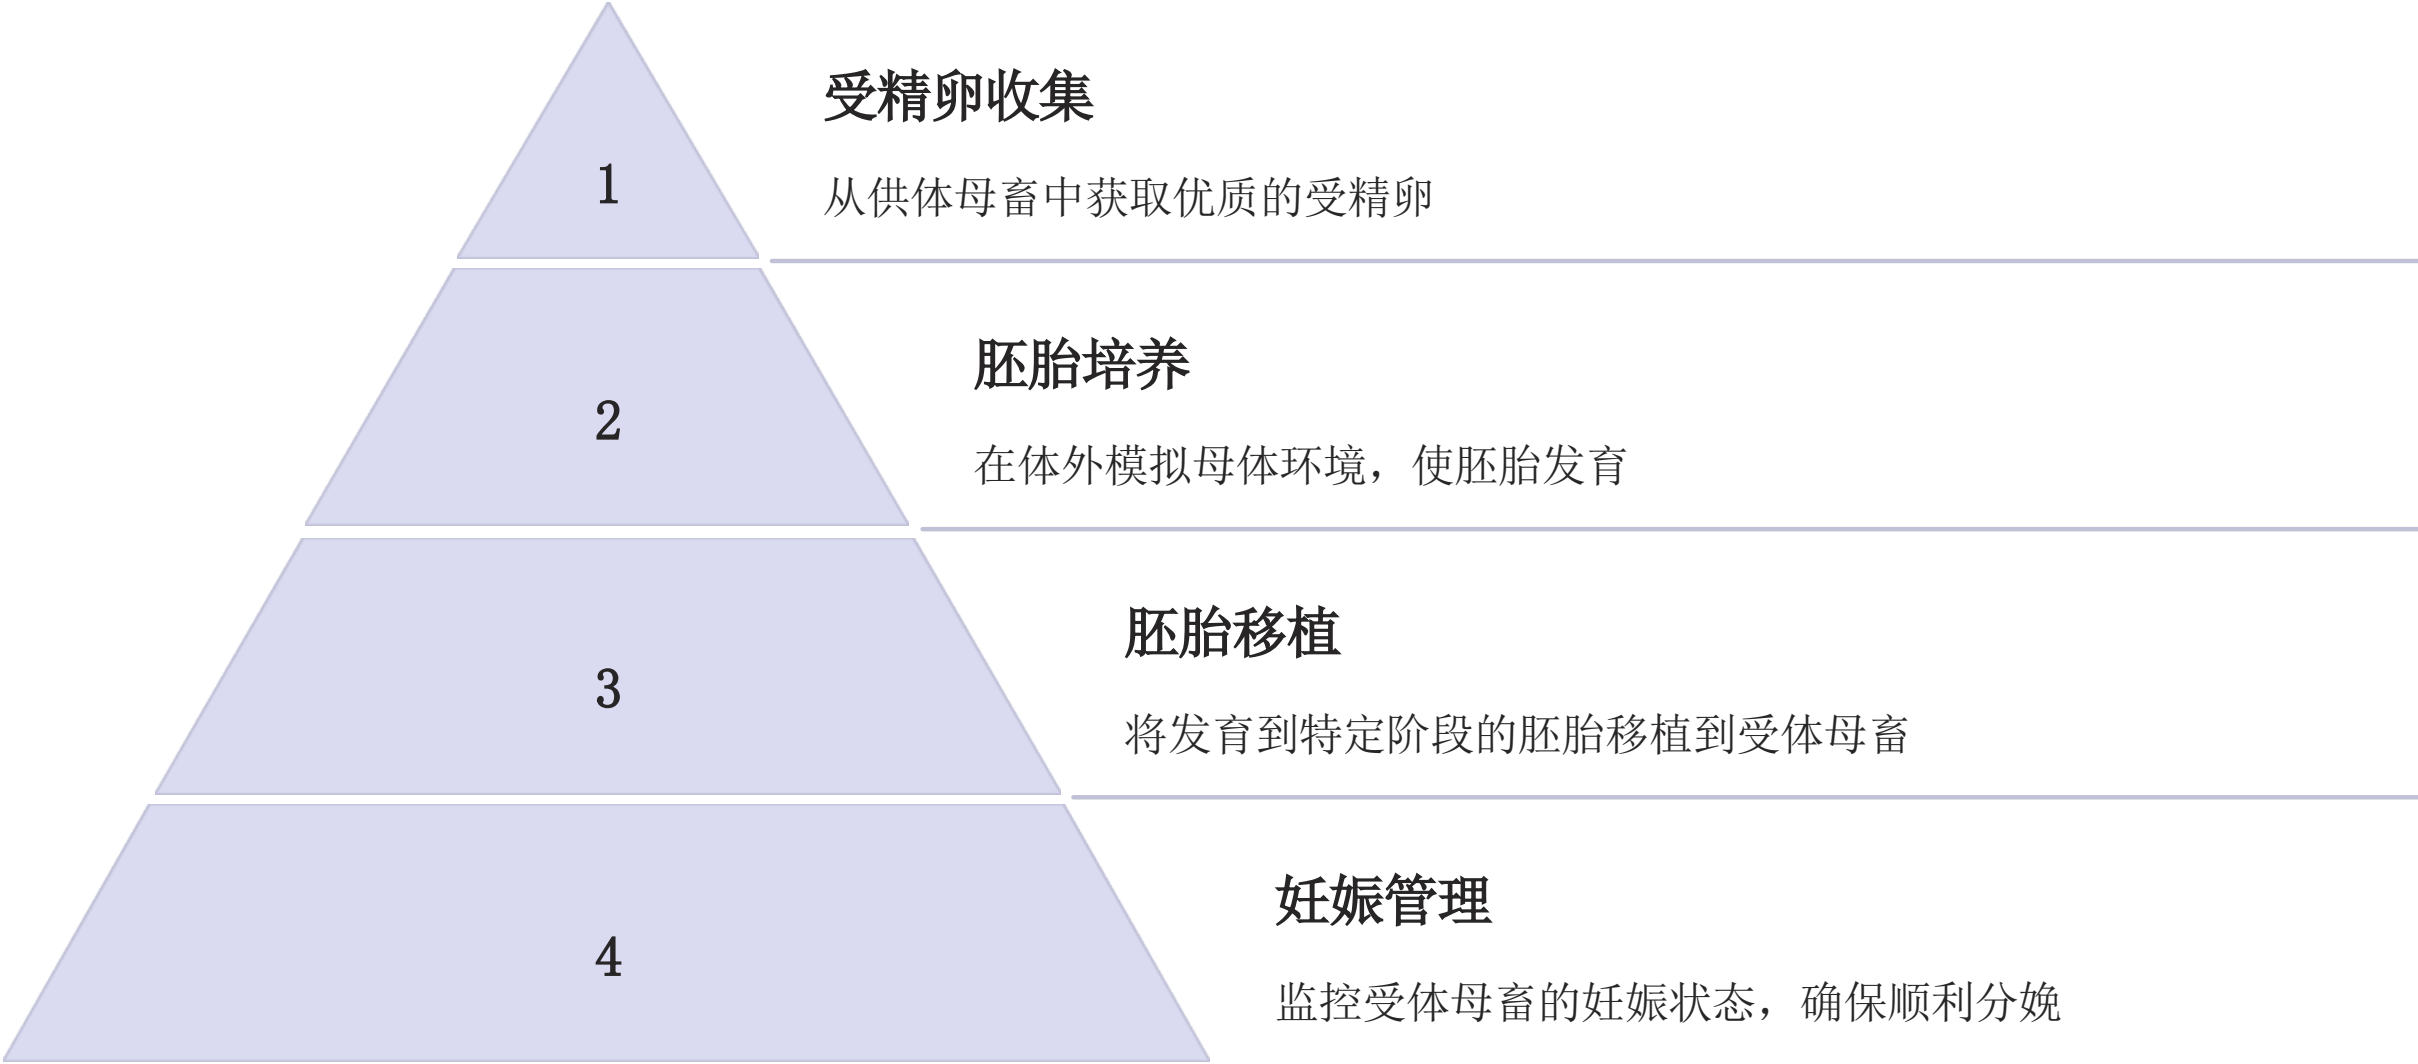 1
受精卵收集
从供体母畜中获取优质的受精卵
2
胚胎培养
在体外模拟母体环境，使胚胎发育
3
胚胎移植
将发育到特定阶段的胚胎移植到受体母畜
4
妊娠管理
监控受体母畜的妊娠状态，确保顺利分娩